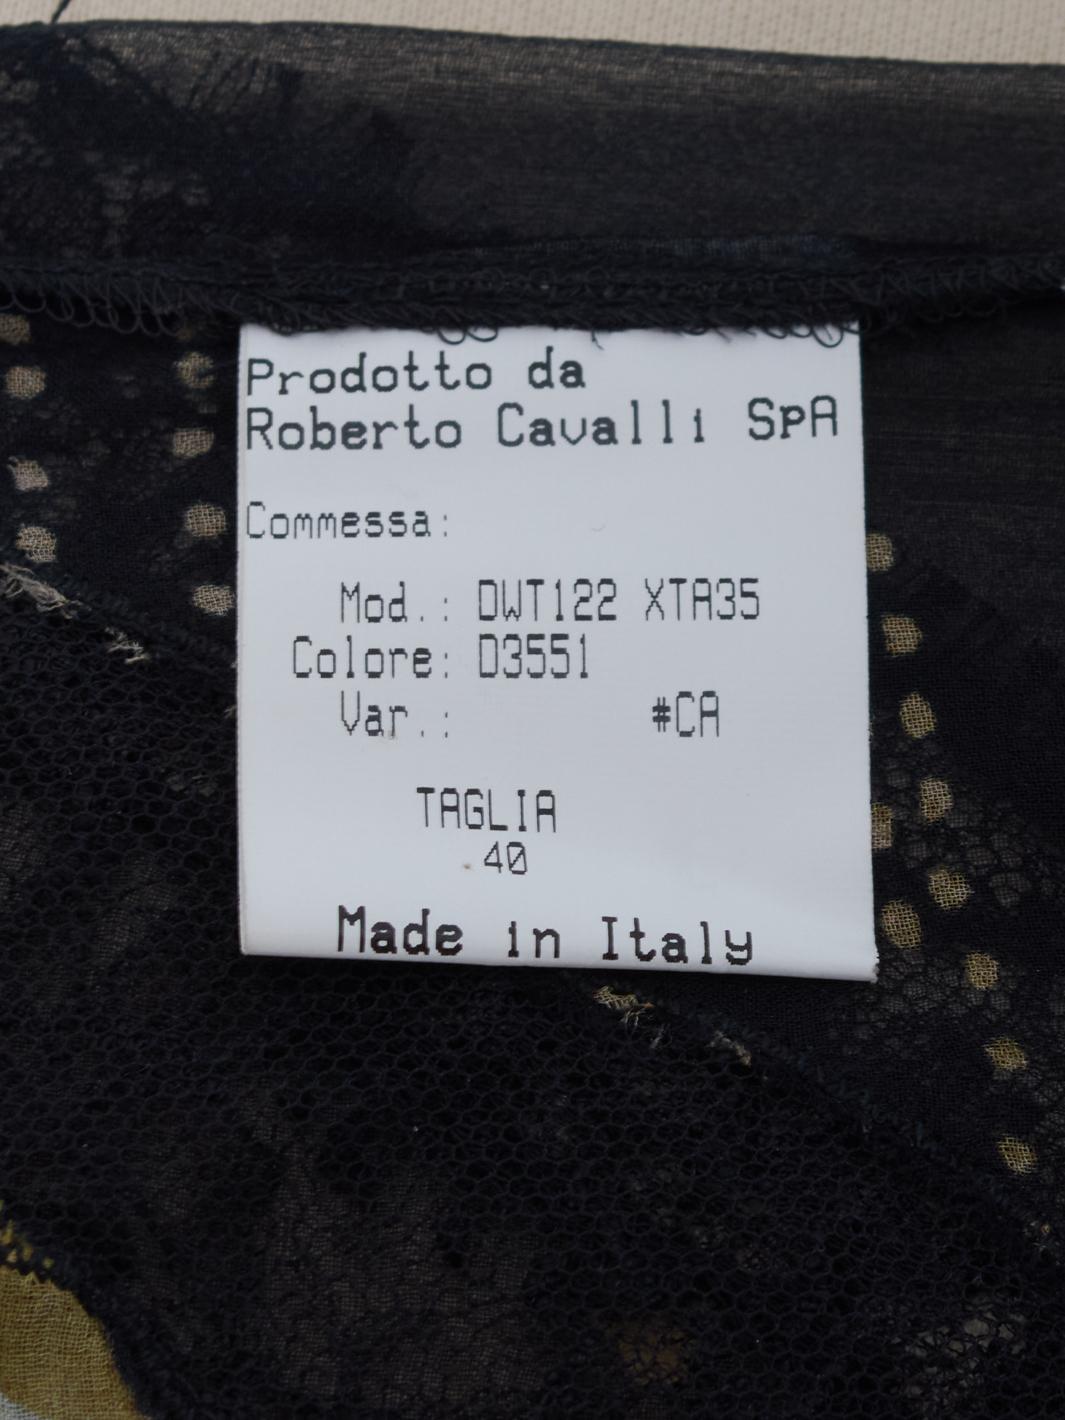 Prodotto da
Roberto Cavalli SpA
Commessa:
Mod.: DWT122 XTA35
Colore: D3551
Var.: #CA
TAGLIA
40
Made in Italy